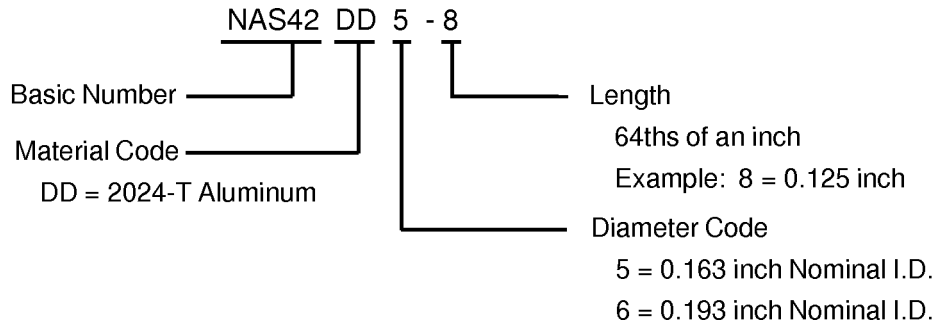 NAS42 DD 5 - 8
Basic Number
Length
64ths of an inch
Example: 8 = 0.125 inch
Material Code
DD = 2024-T Aluminum
Diameter Code
5 = 0.163 inch Nominal I.D.
6 = 0.193 inch Nominal I.D.